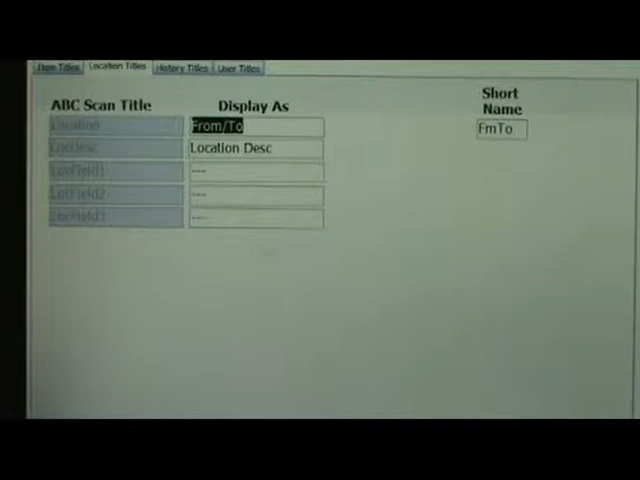 Item Titles Location Titles History Titles User Titles
ABC Scan Title Display As Short Name
Location From/To FmTo
LocDesc Location Desc
LocField1 ---
LocField2 ---
LocField3 ---